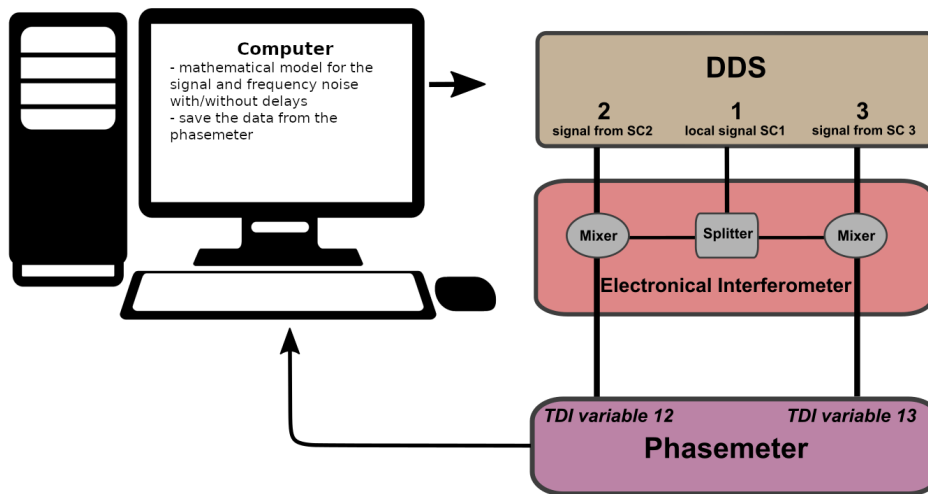 Computer
- mathematical model for the
signal and frequency noise
with/without delays
- save the data from the
phasemeter
DDS
2
signal from SC2
1
local signal SC1
3
signal from SC 3
Mixer
Splitter
Mixer
Electronical Interferometer
TDI variable 12
TDI variable 13
Phasemeter